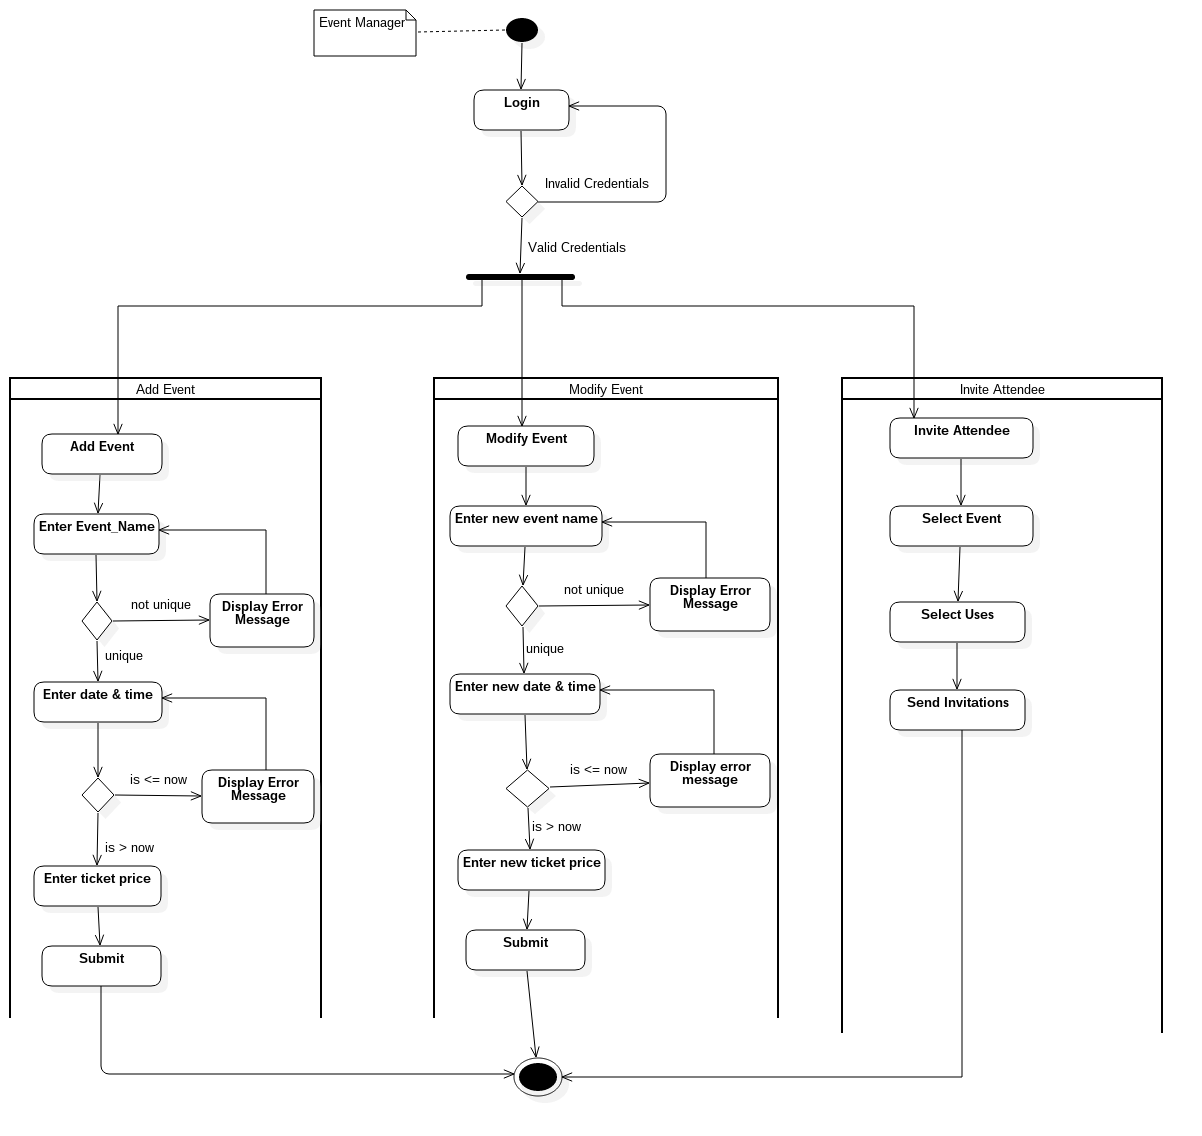 Event Manager
Login
Invalid Credentials
Valid Credentials
Add Event
Add Event
Enter Event_Name
not unique
Display Error
Message
unique
Enter date & time
is <= now
Display Error
Message
is > now
Enter ticket price
Submit
Modify Event
Modify Event
Enter new event name
not unique
Display Error
Message
unique
Enter new date & time
is <= now
Display error
message
is > now
Enter new ticket price
Submit
Invite Attendee
Invite Attendee
Select Event
Select Uses
Send Invitations